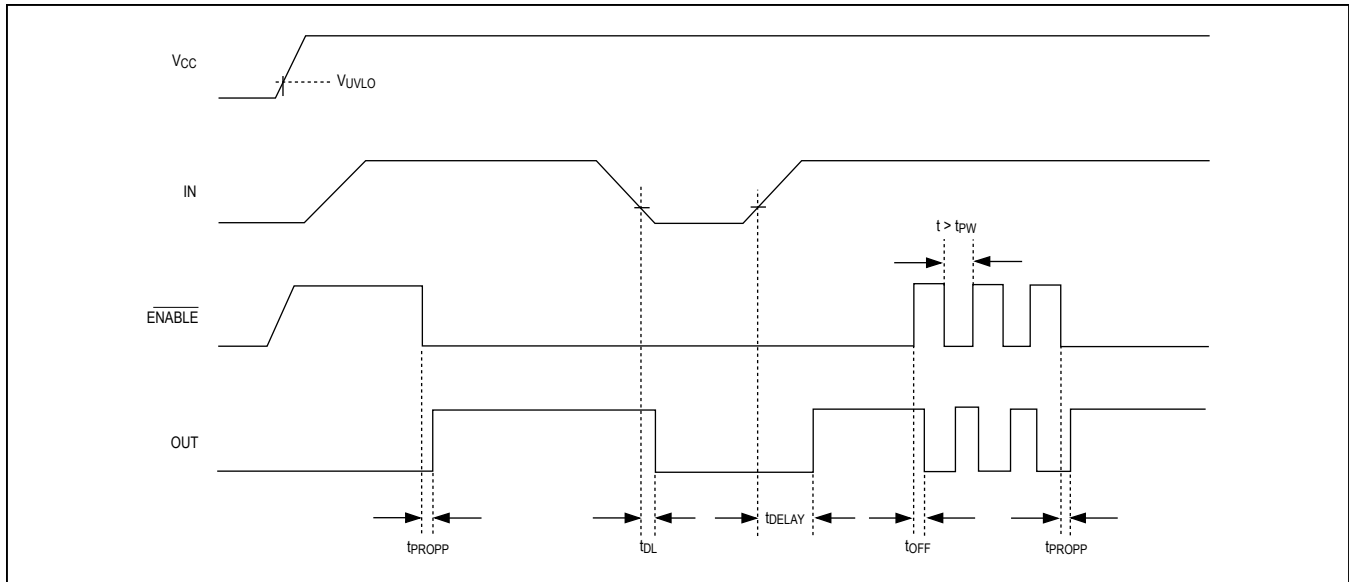 VCC
VUVLO
IN
t > tPW
ENABLE
OUT
tPROPP
tDL
tDELAY
tOFF
tPROPP